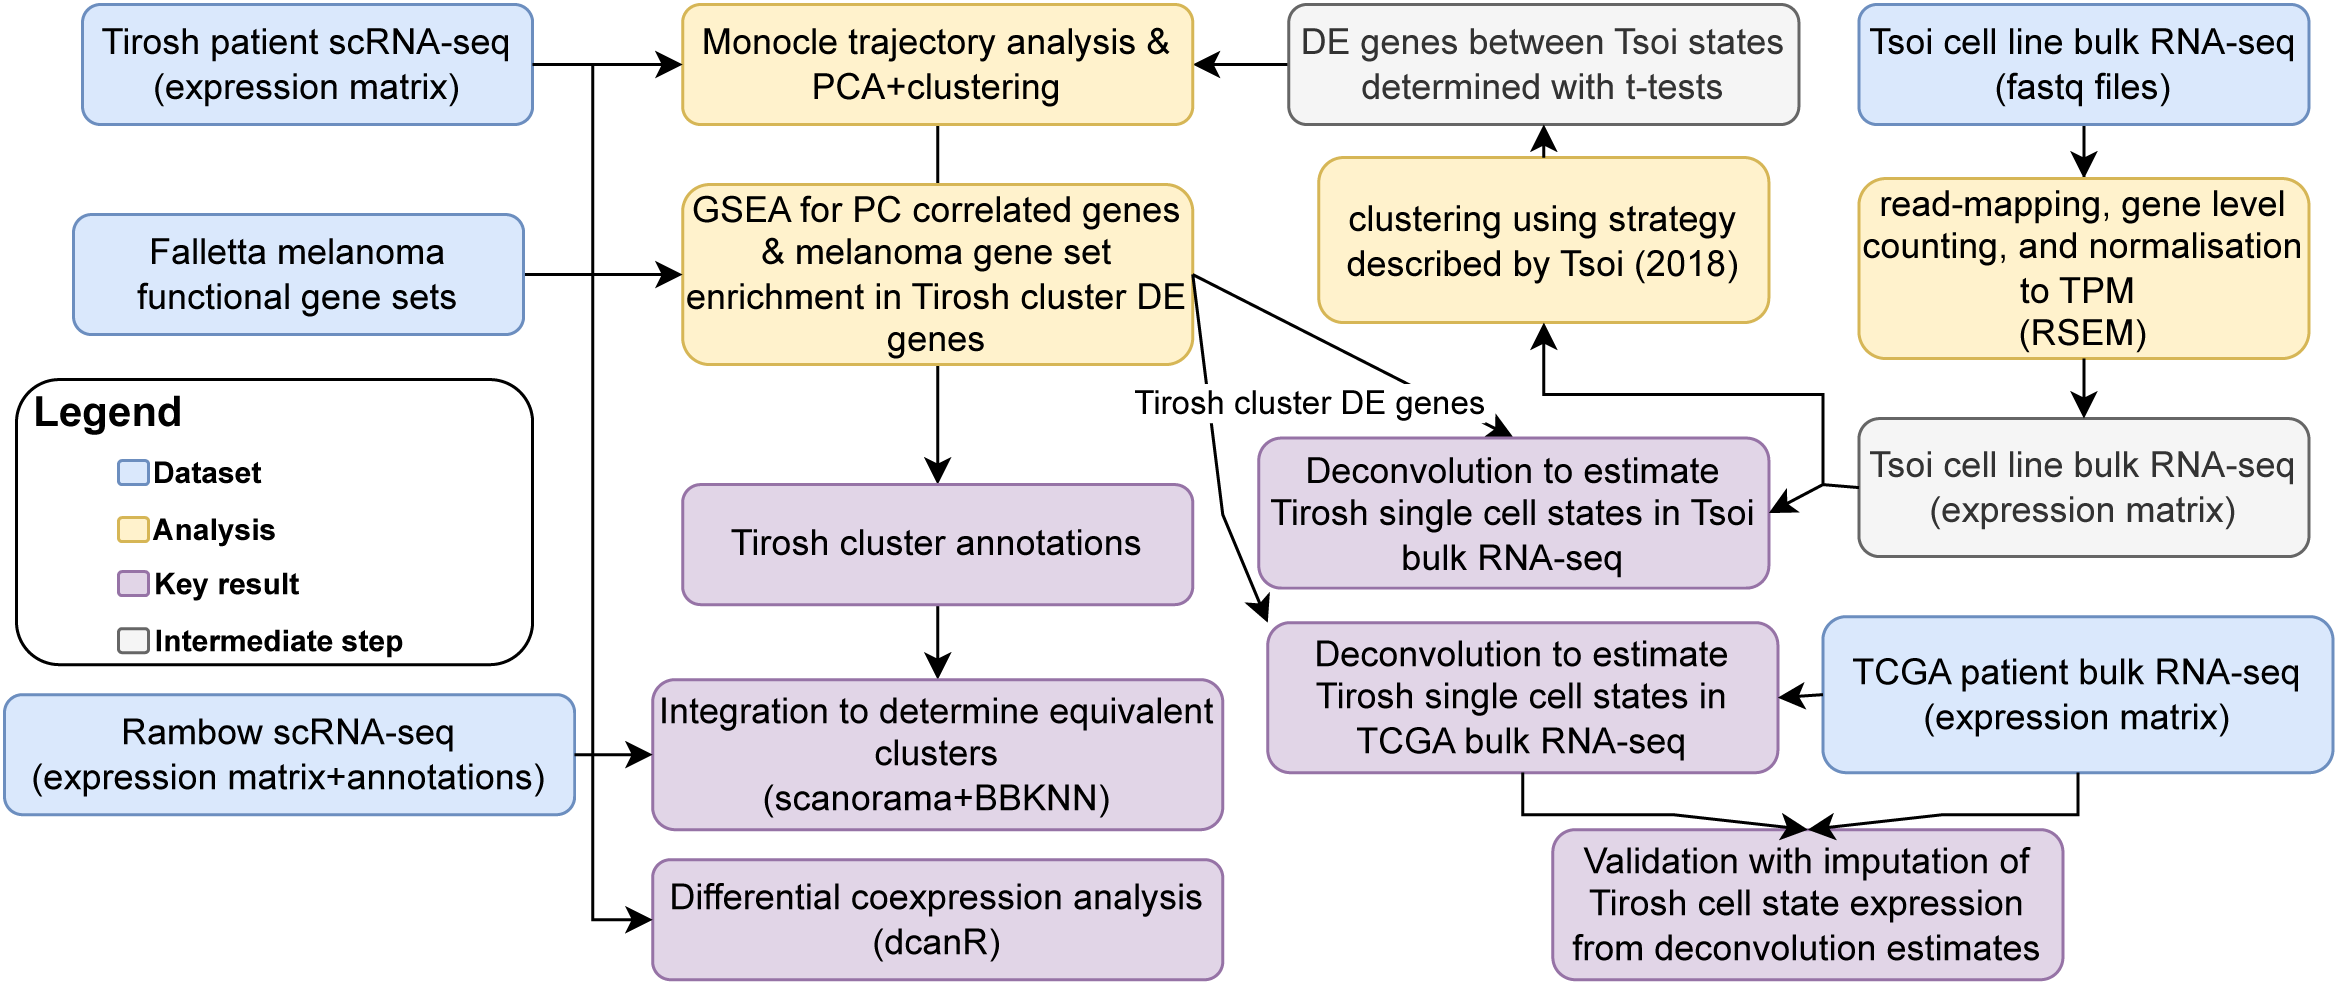 Tirosh patient scRNA-seq
(expression matrix)
Monocle trajectory analysis &
PCA+clustering
DE genes between Tsoi states
determined with t-tests
Tsoi cell line bulk RNA-seq
(fastq files)
Falletta melanoma
functional gene sets
GSEA for PC correlated genes
& melanoma gene set
enrichment in Tirosh cluster DE
genes
clustering using strategy
described by Tsoi (2018)
read-mapping, gene level
counting, and normalisation
to TPM
(RSEM)
Tirosh cluster DE genes
Legend
Dataset
Analysis
Key result
Intermediate step
Tirosh cluster annotations
Deconvolution to estimate
Tirosh single cell states in Tsoi
bulk RNA-seq
Tsoi cell line bulk RNA-seq
(expression matrix)
Rambow scRNA-seq
(expression matrix+annotations)
Integration to determine equivalent
clusters
(scanorama+BBKNN)
Deconvolution to estimate
Tirosh single cell states in
TCGA bulk RNA-seq
TCGA patient bulk RNA-seq
(expression matrix)
Differential coexpression analysis
(dcanR)
Validation with imputation of
Tirosh cell state expression
from deconvolution estimates